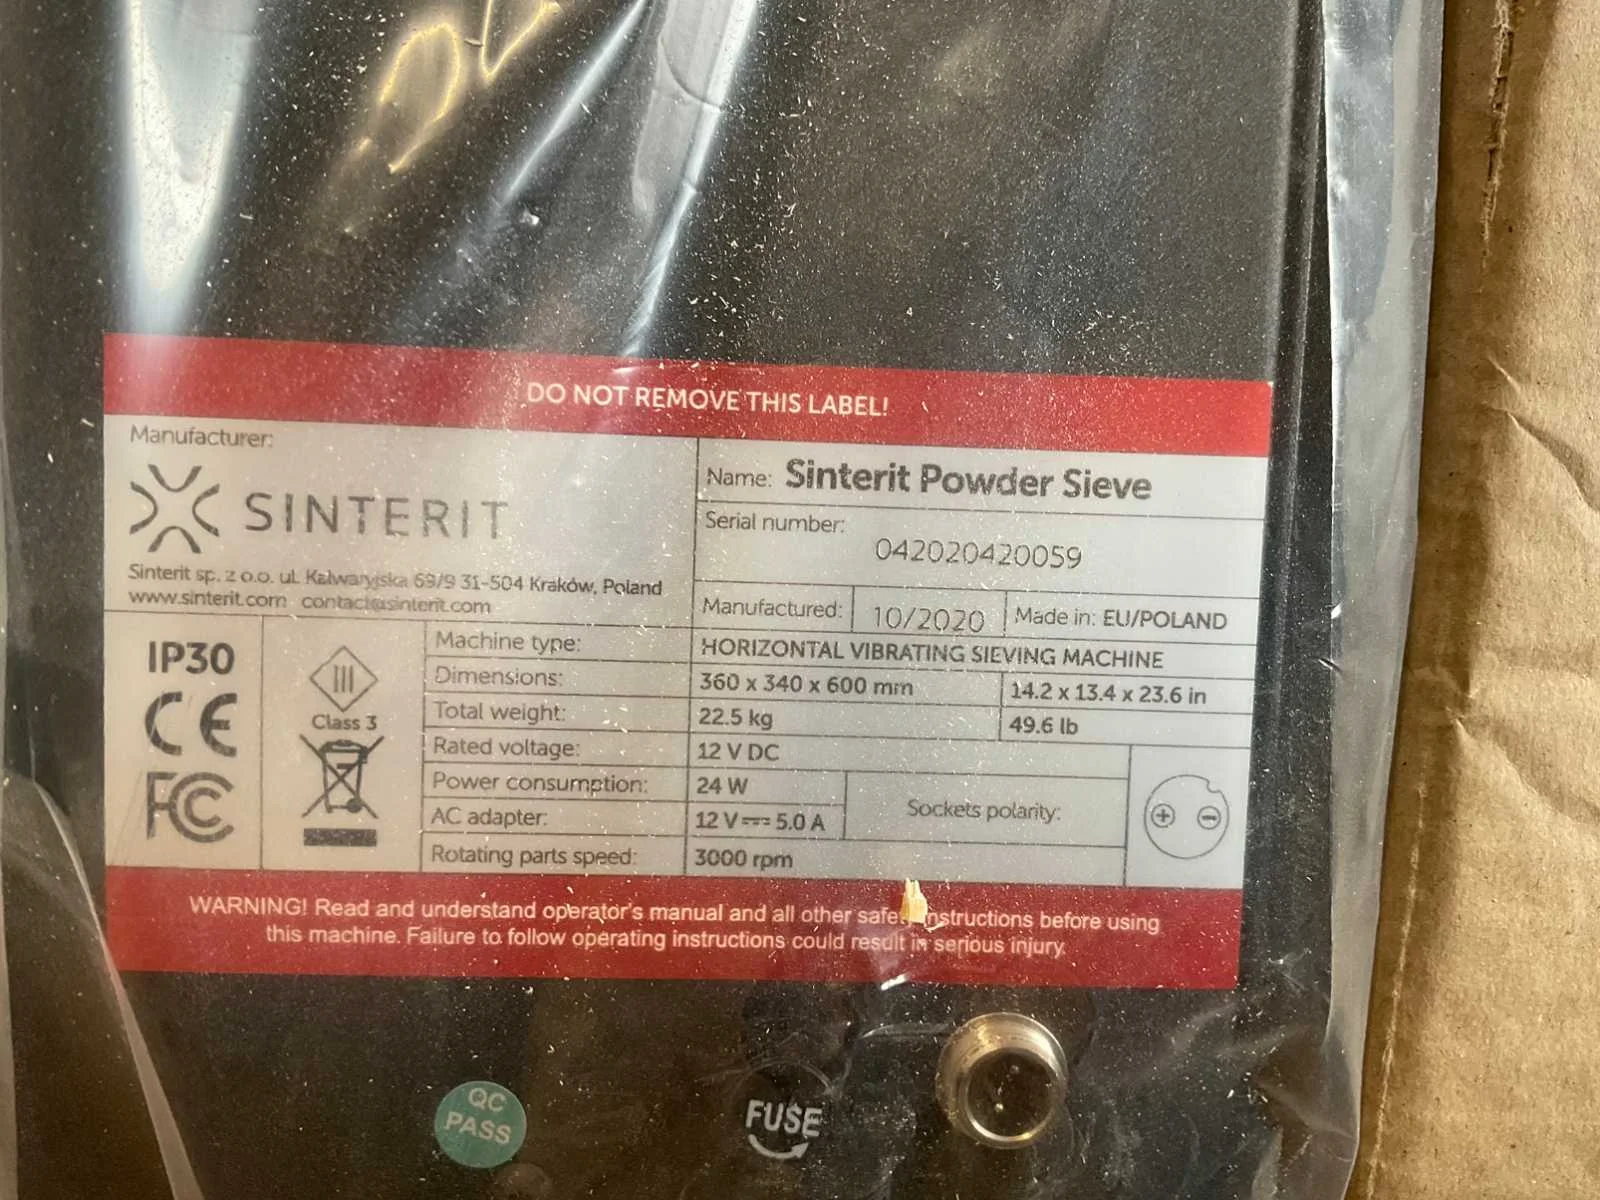 DO NOT REMOVE THIS LABEL!
Manufacturer:
SINTERIT
Sinterit sp. z o.o. ul. Kalwaryjska 69/9 31-504 Kraków, Poland
www.sinterit.com contact@sinterit.com
Name: Sinterit Powder Sieve
Serial number:
042020420059
Manufactured: 10/2020 Made in: EU/POLAND
IP30
CE
FC
Class 3
Machine type: HORIZONTAL VIBRATING SIEVING MACHINE
Dimensions: 360 x 340 x 600 mm 14.2 x 13.4 x 23.6 in
Total weight: 22.5 kg 49.6 lb
Rated voltage: 12 V DC
Power consumption: 24 W
AC adapter: 12 V⎓5.0 A
Sockets polarity: + -
Rotating parts speed: 3000 rpm
WARNING! Read and understand operator's manual and all other instructions before using
this machine. Failure to follow operating instructions could result in serious injury.
QC
PASS
FUSE